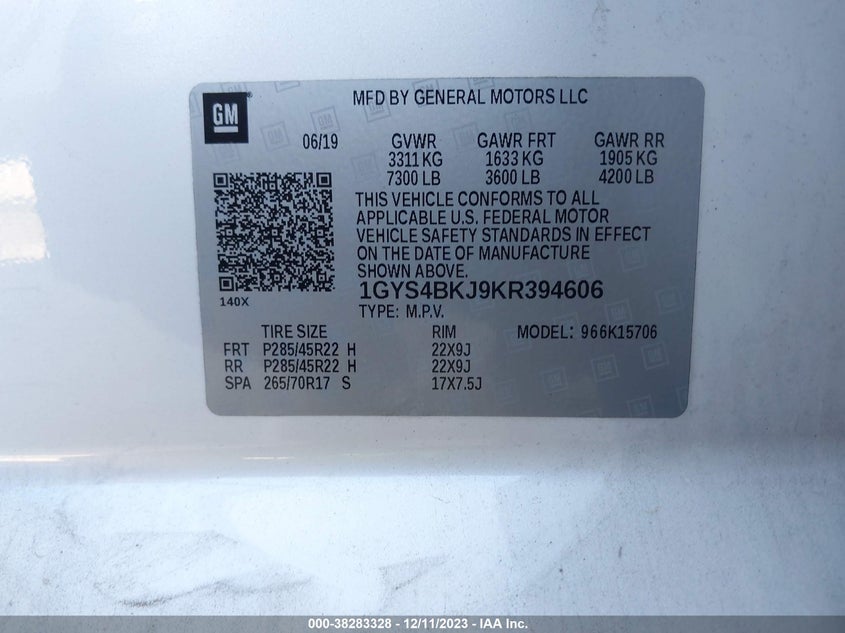 GM
MFD BY GENERAL MOTORS LLC
06/19 GVWR GAWR FRT GAWR RR
3311 KG 1633 KG 1905 KG
7300 LB 3600 LB 4200 LB
THIS VEHICLE CONFORMS TO ALL
APPLICABLE U.S. FEDERAL MOTOR
VEHICLE SAFETY STANDARDS IN EFFECT
ON THE DATE OF MANUFACTURE
SHOWN ABOVE.
140X
1GYS4BKJ9KR394606
TYPE: M.P.V.
TIRE SIZE RIM MODEL: 966K15706
FRT P285/45R22 H 22X9J
RR P285/45R22 H 22X9J
SPA 265/70R17 S 17X7.5J
000-38283328 - 12/11/2023 - IAA Inc.